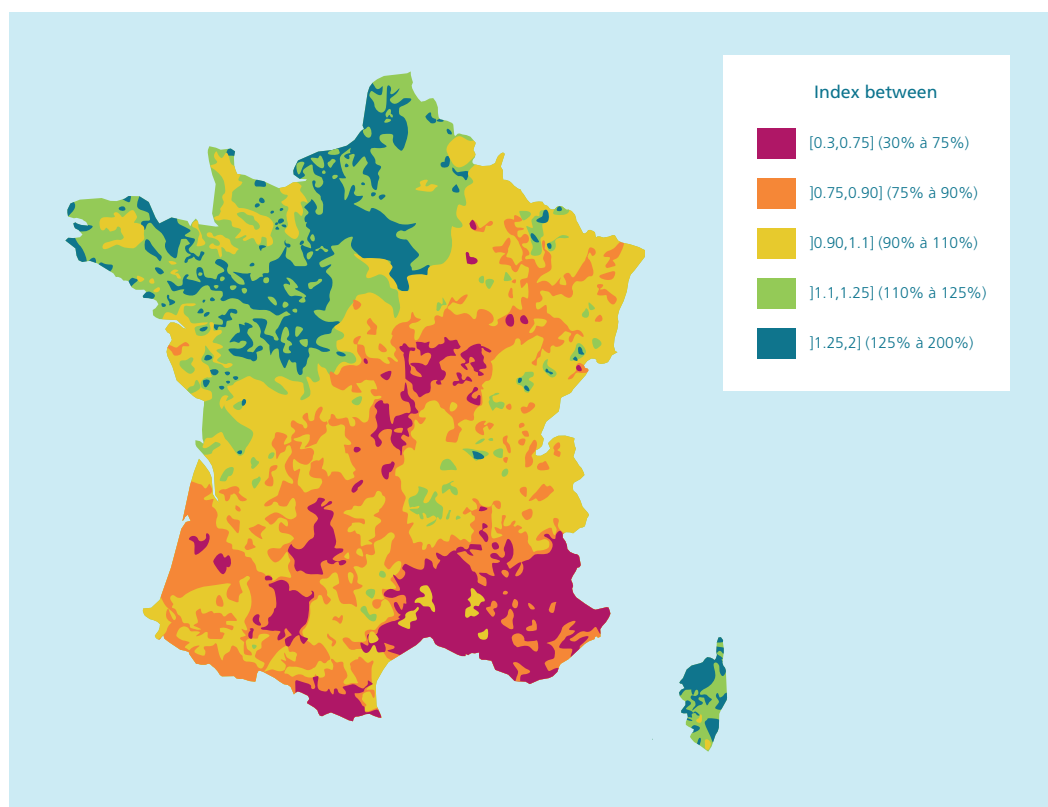 Index between
]0.3,0.75] (30% à 75%)
]0.75,0.90] (75% à 90%)
]0.90,1.1] (90% à 110%)
]1.1,1.25] (110% à 125%)
]1.25,2] (125% à 200%)